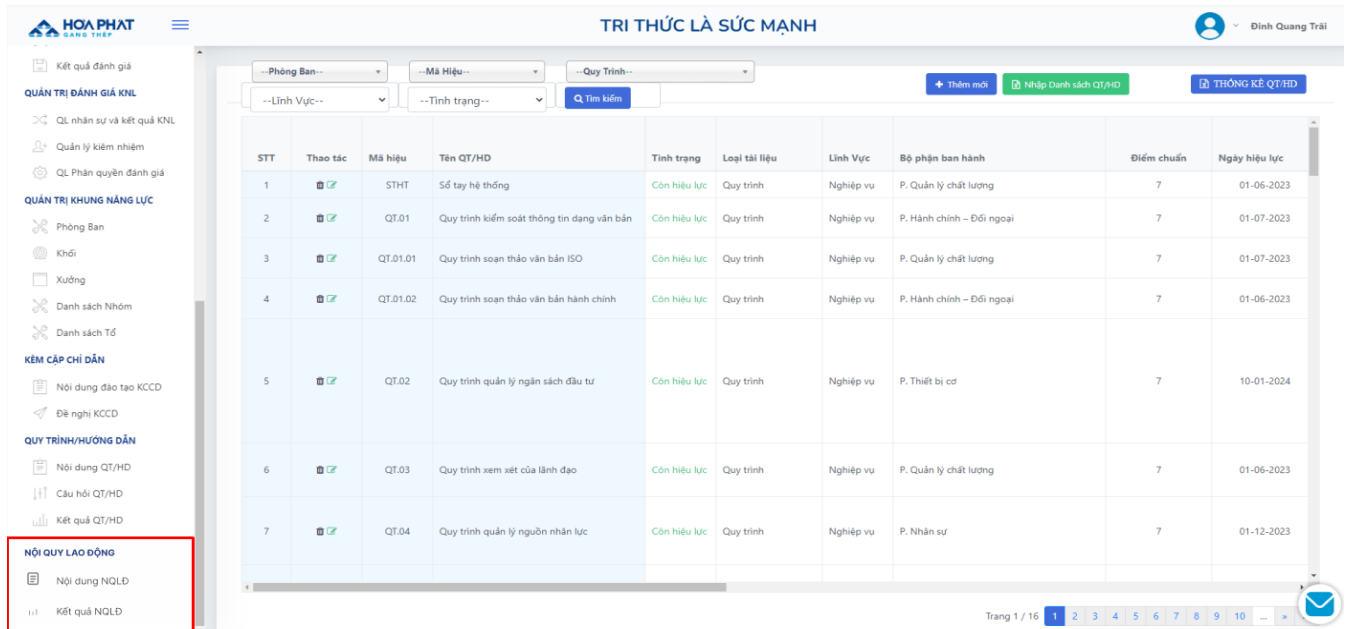 HOA PHAT
GANG THÉP
TRI THỨC LÀ SỨC MẠNH
Đinh Quang Trãi
Kết quả đánh giá
QUẢN TRỊ ĐÁNH GIÁ KNL
QL nhân sự và kết quả KNL
Quản lý kiêm nhiệm
QL Phân quyền đánh giá
QUẢN TRỊ KHUNG NĂNG LỰC
Phòng Ban
Khối
Xưởng
Danh sách Nhóm
Danh sách Tổ
KÈM CẶP CHỈ DẪN
Nội dung đào tạo KCCD
Đề nghị KCCD
QUY TRÌNH/HƯỚNG DẪN
Nội dung QT/HD
Câu hỏi QT/HD
Kết quả QT/HD
NỘI QUY LAO ĐỘNG
Nội dung NQLĐ
Kết quả NQLĐ
--Phòng Ban-- --Mã Hiệu-- --Quy Trình--
--Lĩnh Vực-- --Tình trạng-- Tìm kiếm
Thêm mới Nhập Danh sách QT/HD THỐNG KÊ QT/HD
STT Thao tác Mã hiệu Tên QT/HD Tình trạng Loại tài liệu Lĩnh Vực Bộ phận ban hành Điểm chuẩn Ngày hiệu lực
1 STHT Sổ tay hệ thống Còn hiệu lực Quy trình Nghiệp vụ P. Quản lý chất lượng 7 01-06-2023
2 QT.01 Quy trình kiểm soát thông tin dạng văn bản Còn hiệu lực Quy trình Nghiệp vụ P. Hành chính – Đối ngoại 7 01-07-2023
3 QT.01.01 Quy trình soạn thảo văn bản ISO Còn hiệu lực Quy trình Nghiệp vụ P. Quản lý chất lượng 7 01-07-2023
4 QT.01.02 Quy trình soạn thảo văn bản hành chính Còn hiệu lực Quy trình Nghiệp vụ P. Hành chính – Đối ngoại 7 01-06-2023
5 QT.02 Quy trình quản lý ngân sách đầu tư Còn hiệu lực Quy trình Nghiệp vụ P. Thiết bị cơ 7 10-01-2024
6 QT.03 Quy trình xem xét của lãnh đạo Còn hiệu lực Quy trình Nghiệp vụ P. Quản lý chất lượng 7 01-06-2023
7 QT.04 Quy trình quản lý nguồn nhân lực Còn hiệu lực Quy trình Nghiệp vụ P. Nhân sự 7 01-12-2023
Trang 1 / 16 1 2 3 4 5 6 7 8 9 10 ... »